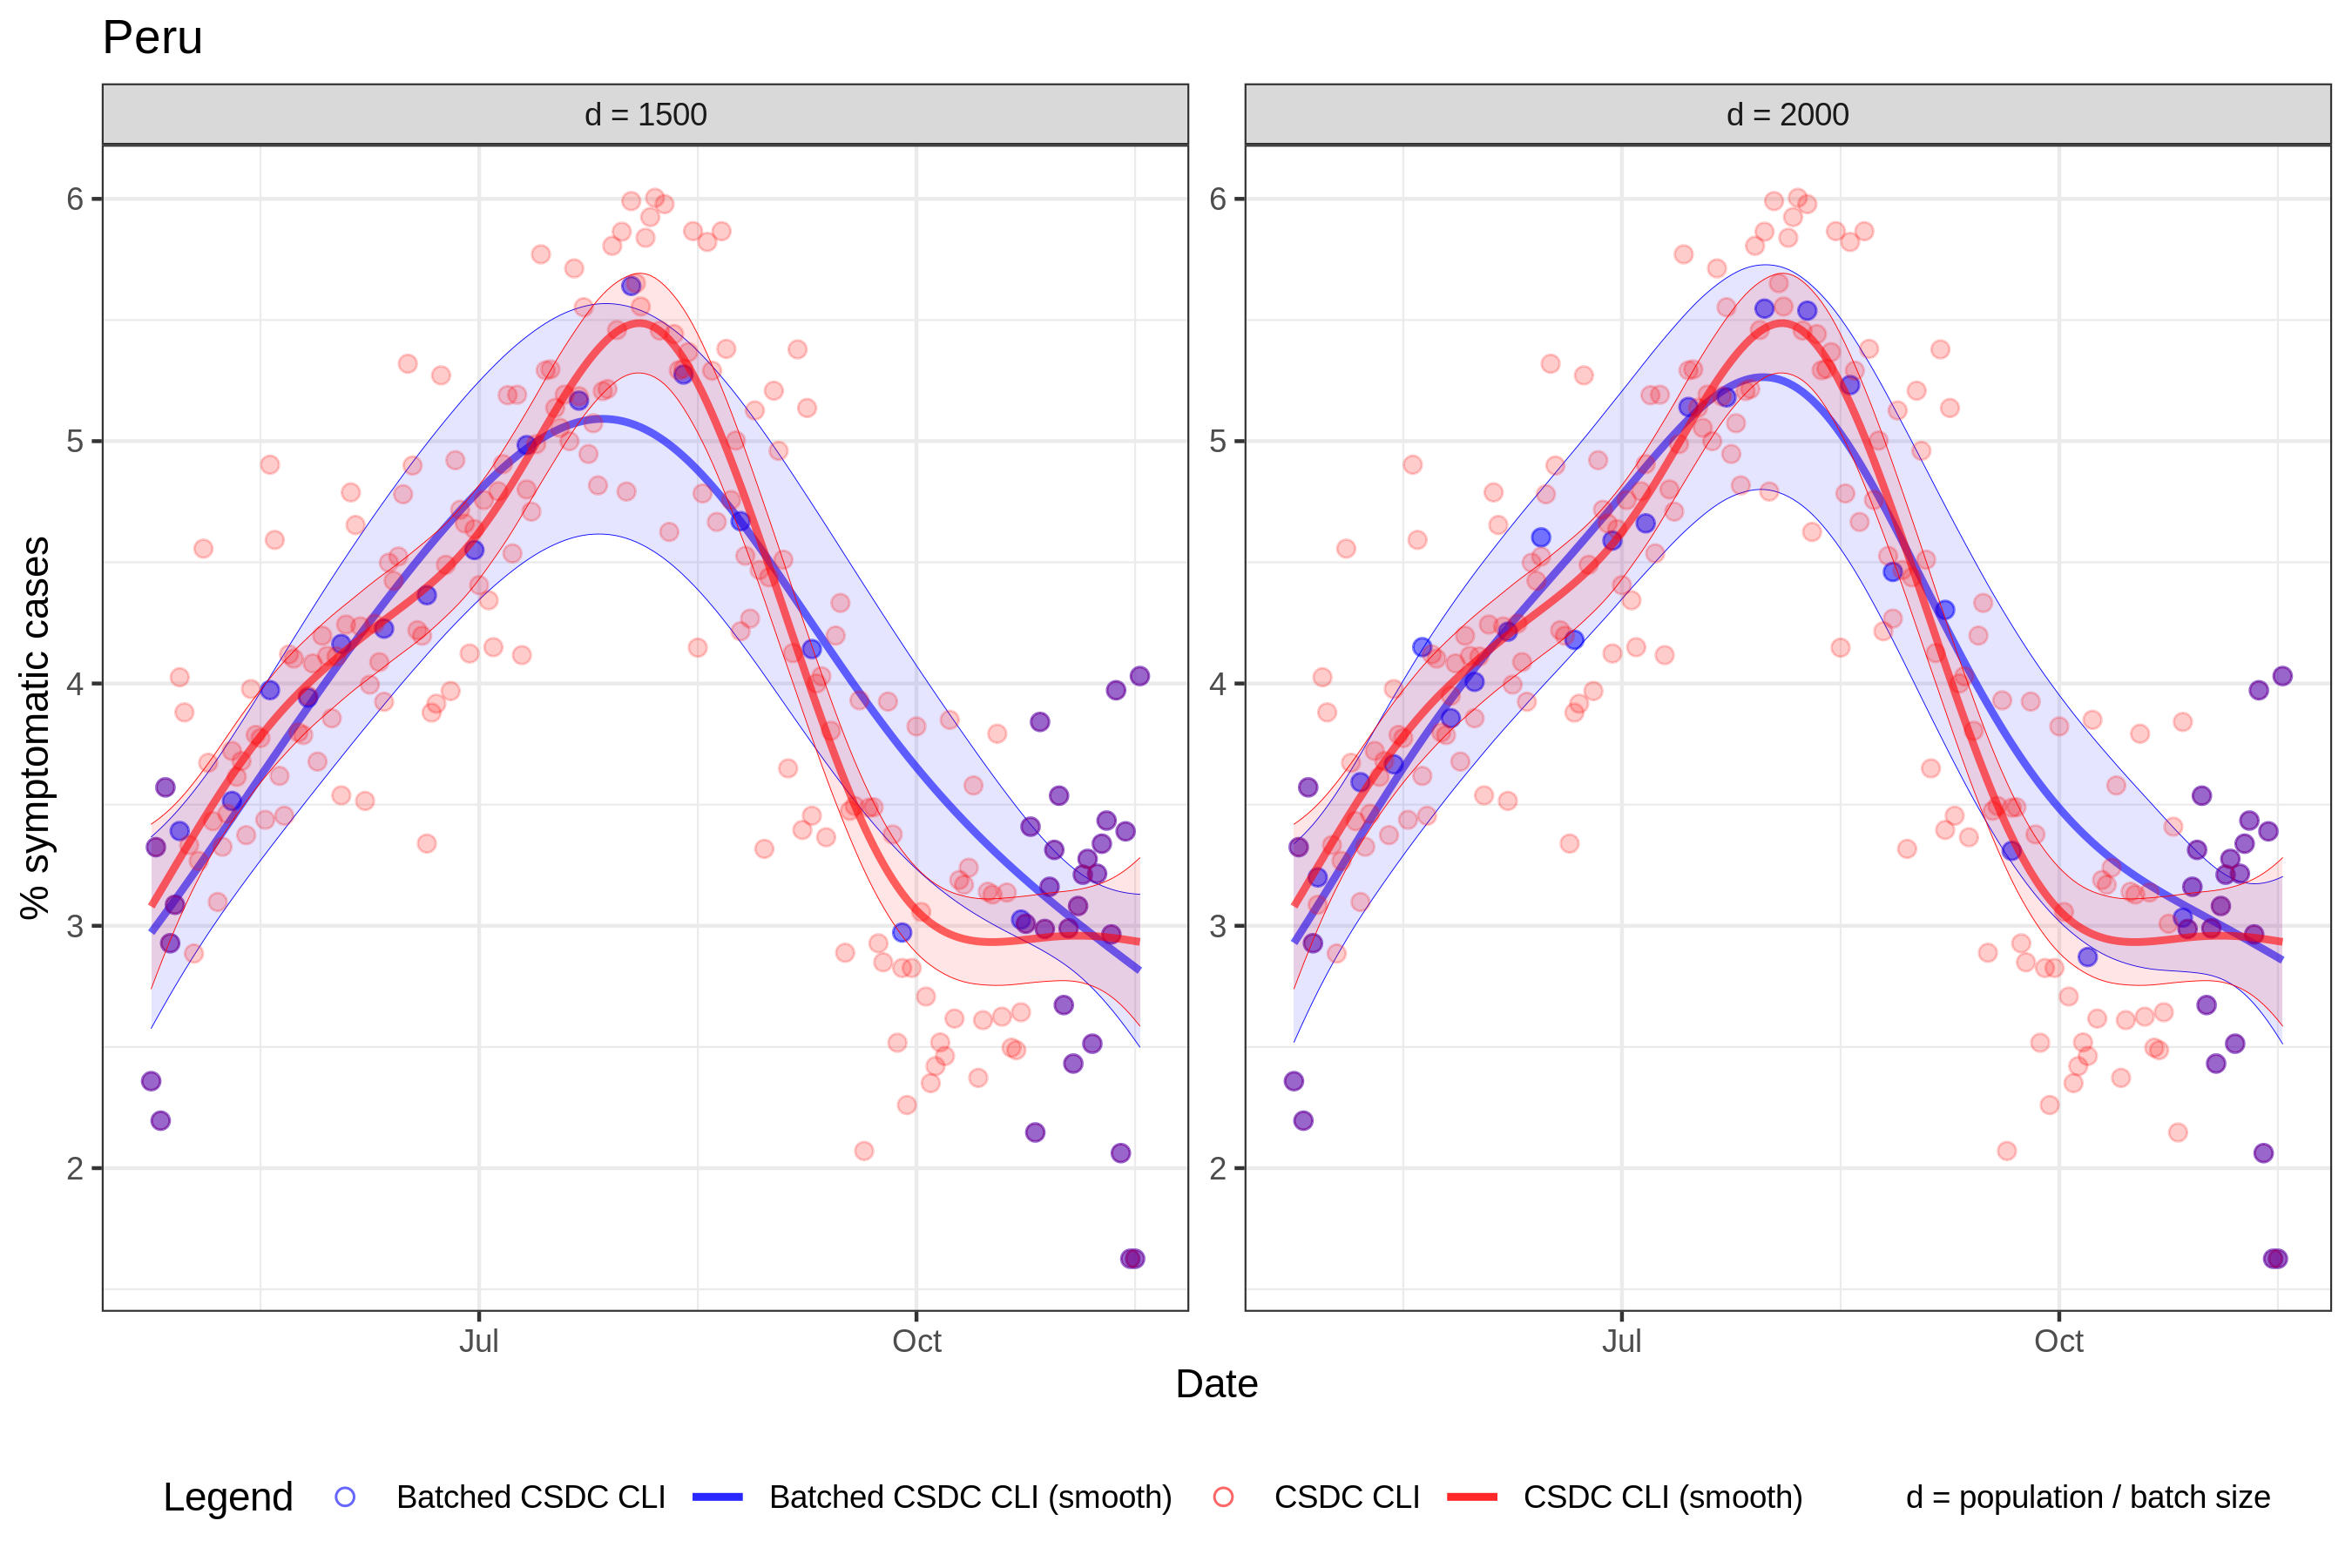 Peru
d = 1500
d = 2000
% symptomatic cases
6
5
4
3
2
6
5
4
3
2
Jul
Oct
Jul
Oct
Date
Legend
Batched CSDC CLI
Batched CSDC CLI (smooth)
CSDC CLI
CSDC CLI (smooth)
d = population / batch size